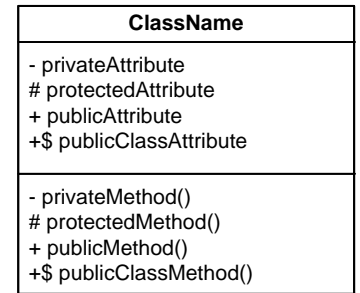 ClassName
- privateAttribute
# protectedAttribute
+ publicAttribute
+$ publicClassAttribute
- privateMethod()
# protectedMethod()
+ publicMethod()
+$ publicClassMethod()